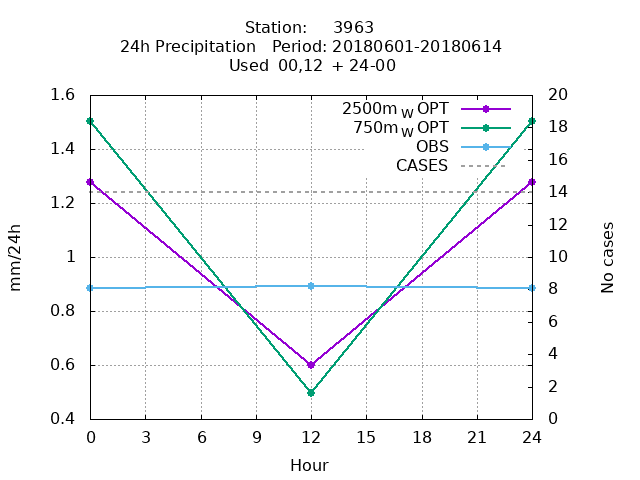 Station: 3963
24h Precipitation Period: 20180601-20180614
Used 00,12 + 24-00
1.6
1.4
1.2
1
0.8
0.6
0.4
20
18
16
14
12
10
8
6
4
2
0
2500m W OPT
750m W OPT
OBS
CASES
mm/24h
No cases
0 3 6 9 12 15 18 21 24
Hour